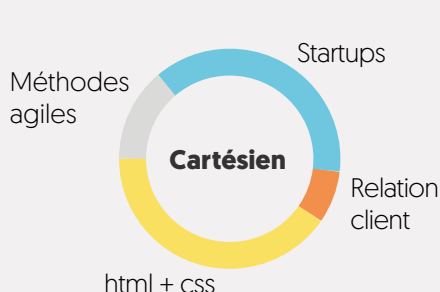 Startups
Méthodes
agiles
Cartésien
Relation
client
html + css